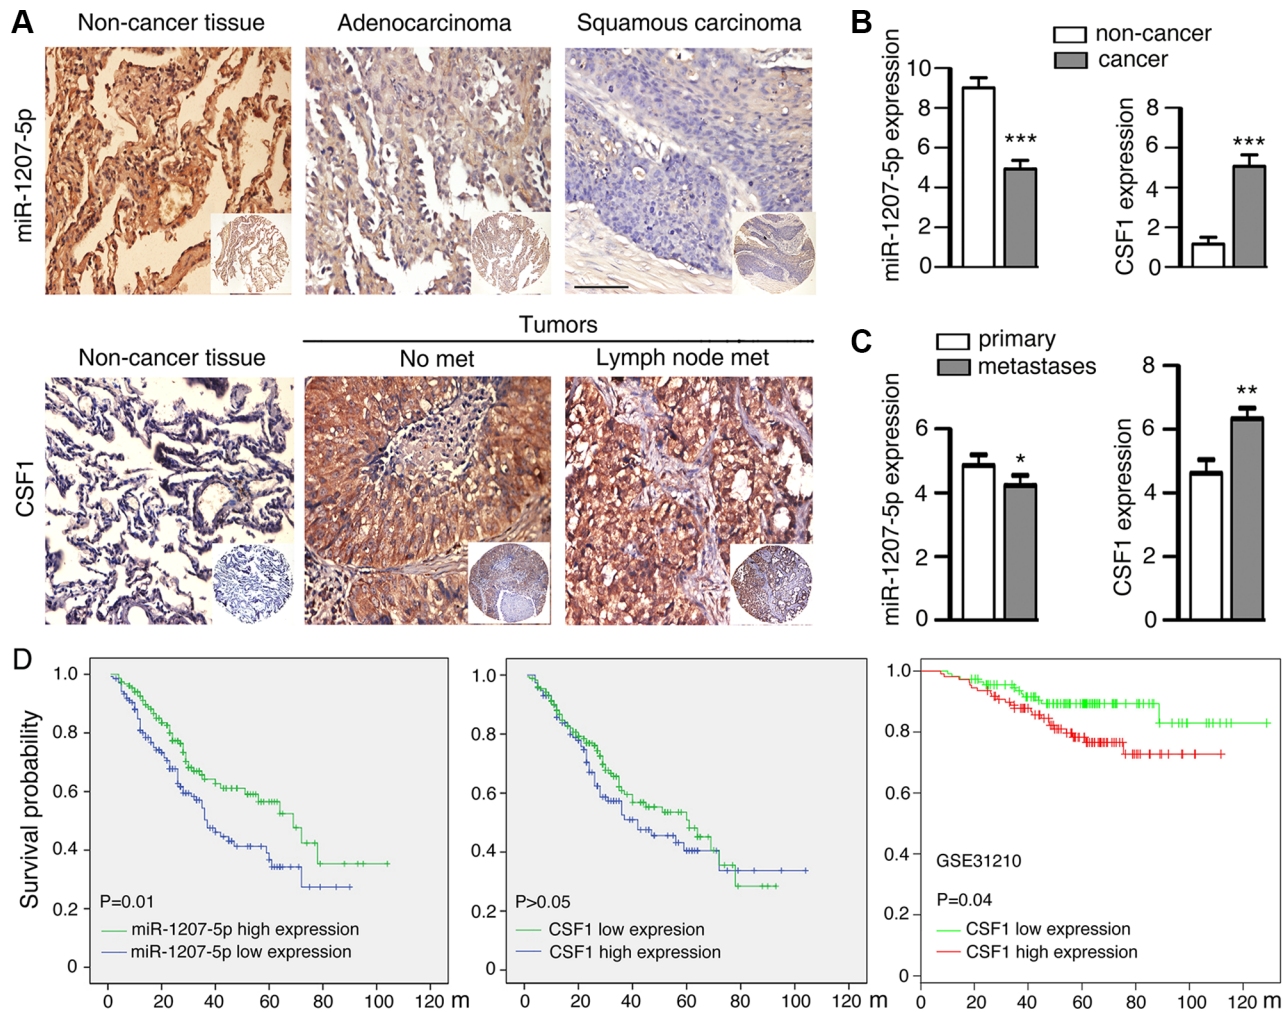 A
Non-cancer tissue
Adenocarcinoma
Squamous carcinoma
miR-1207-5p
Tumors
Non-cancer tissue
No met
Lymph node met
CSF1
B
non-cancer
cancer
miR-1207-5p expression
10
8
6
4
2
0
***
CSF1 expression
8
6
4
2
0
***
C
primary
metastases
miR-1207-5p expression
6
4
2
0
*
CSF1 expression
8
6
4
2
0
**
D
Survival probability
1.0
0.8
0.6
0.4
0.2
0
P=0.01
miR-1207-5p high expression
miR-1207-5p low expression
0 20 40 60 80 100 120 m
1.0
0.8
0.6
0.4
0.2
0
P>0.05
CSF1 low expresion
CSF1 high expression
0 20 40 60 80 100 120 m
1.0
0.8
0.6
0.4
0.2
0
GSE31210
P=0.04
CSF1 low expression
CSF1 high expression
0 20 40 60 80 100 120 m